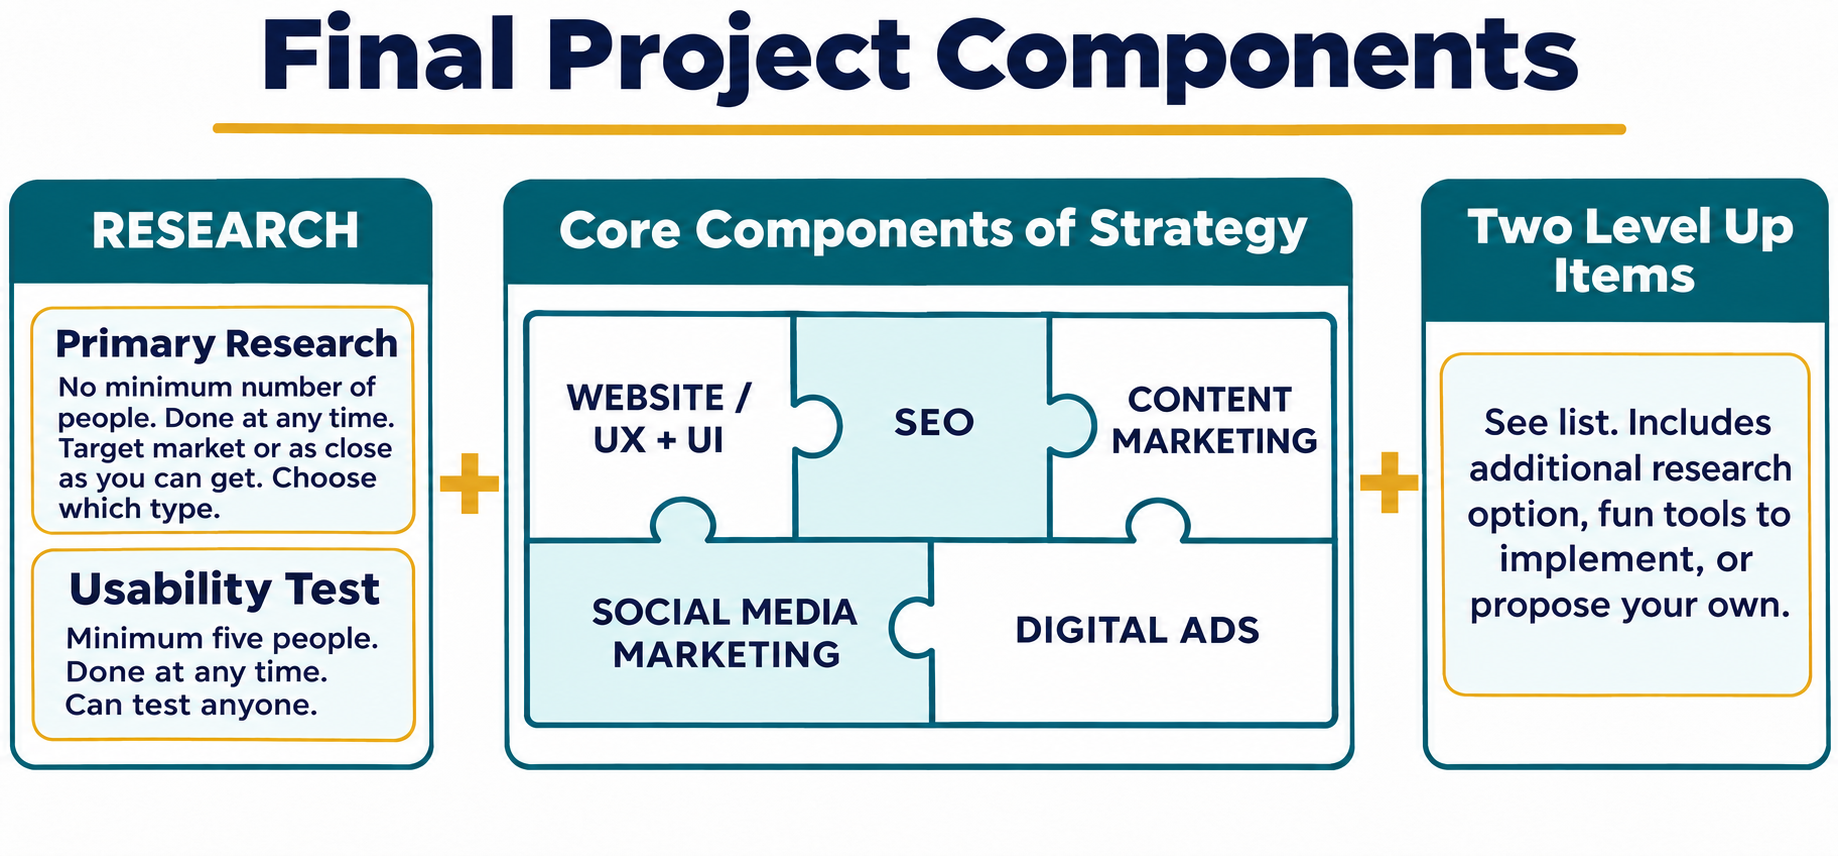 Final Project Components
RESEARCH
Primary Research
No minimum number of
people. Done at any time.
Target market or as close
as you can get. Choose
which type.
Usability Test
Minimum five people.
Done at any time.
Can test anyone.
+
Core Components of Strategy
WEBSITE /
UX + UI
SEO
CONTENT
MARKETING
SOCIAL MEDIA
MARKETING
DIGITAL ADS
+
Two Level Up
Items
See list. Includes
additional research
option, fun tools to
implement, or
propose your own.